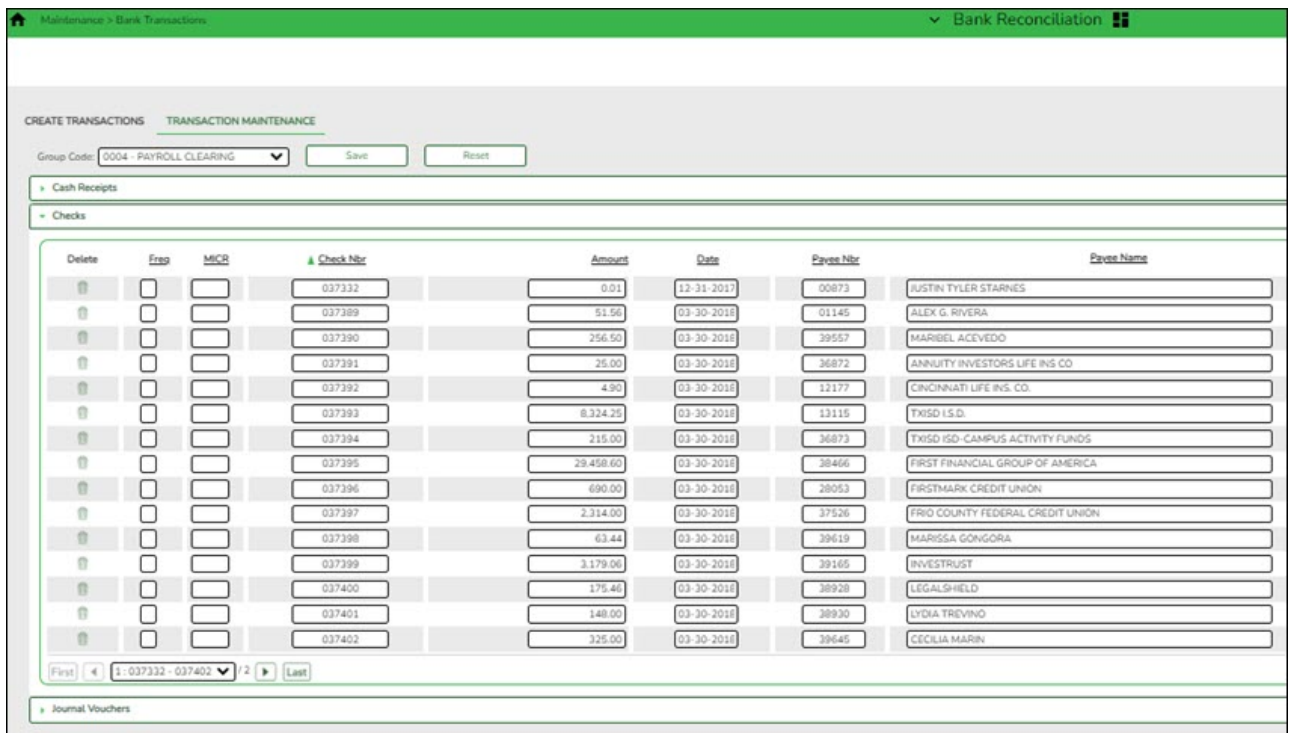 Maintenance > Bank Transactions Bank Reconciliation
CREATE TRANSACTIONS TRANSACTION MAINTENANCE
Group Code: 0004 - PAYROLL CLEARING Save Reset
Cash Receipts
Checks
Delete Freq MICR Check Nbr Amount Date Payee Nbr Payee Name
037332 0.01 12-31-2017 00873 JUSTIN TYLER STARNES
037389 51.56 03-30-2018 01145 ALEX G. RIVERA
037390 256.50 03-30-2018 39557 MARIBEL ACEVEDO
037391 25.00 03-30-2018 36872 ANNUITY INVESTORS LIFE INS CO
037392 4.90 03-30-2018 12177 CINCINNATI LIFE INS. CO.
037393 8,324.25 03-30-2018 13115 TXISD I.S.D.
037394 215.00 03-30-2018 36873 TXISD ISD-CAMPUS ACTIVITY FUNDS
037395 29,458.60 03-30-2018 38466 FIRST FINANCIAL GROUP OF AMERICA
037396 690.00 03-30-2018 28053 FIRSTMARK CREDIT UNION
037397 2,314.00 03-30-2018 37526 FRIO COUNTY FEDERAL CREDIT UNION
037398 63.44 03-30-2018 39619 MARISSA GONGORA
037399 3,179.06 03-30-2018 39165 INVESTRUST
037400 175.46 03-30-2018 38928 LEGALSHIELD
037401 148.00 03-30-2018 38930 LYDIA TREVINO
037402 325.00 03-30-2018 39645 CECILIA MARIN
First 1 : 037332 - 037402 / 2 Last
Journal Vouchers